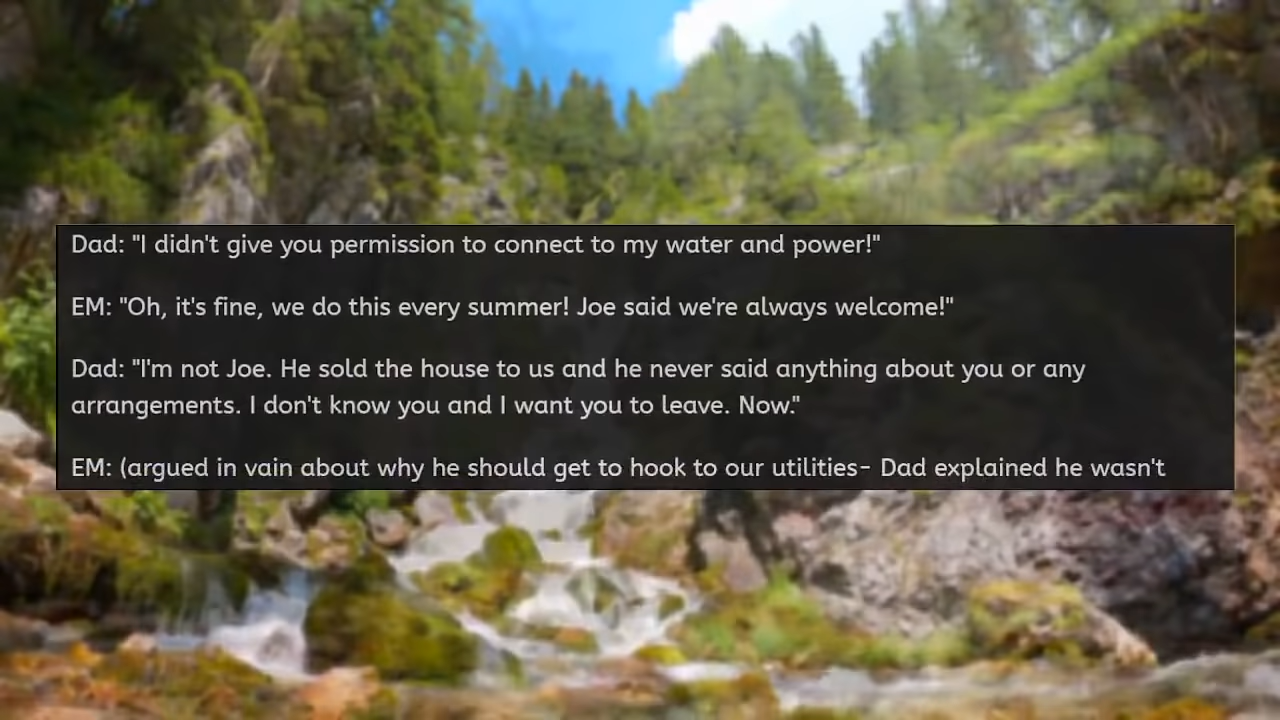 Dad: "I didn't give you permission to connect to my water and power!"
EM: "Oh, it's fine, we do this every summer! Joe said we're always welcome!"
Dad: "I'm not Joe. He sold the house to us and he never said anything about you or any
arrangements. I don't know you and I want you to leave. Now."
EM: (argued in vain about why he should get to hook to our utilities- Dad explained he wasn't